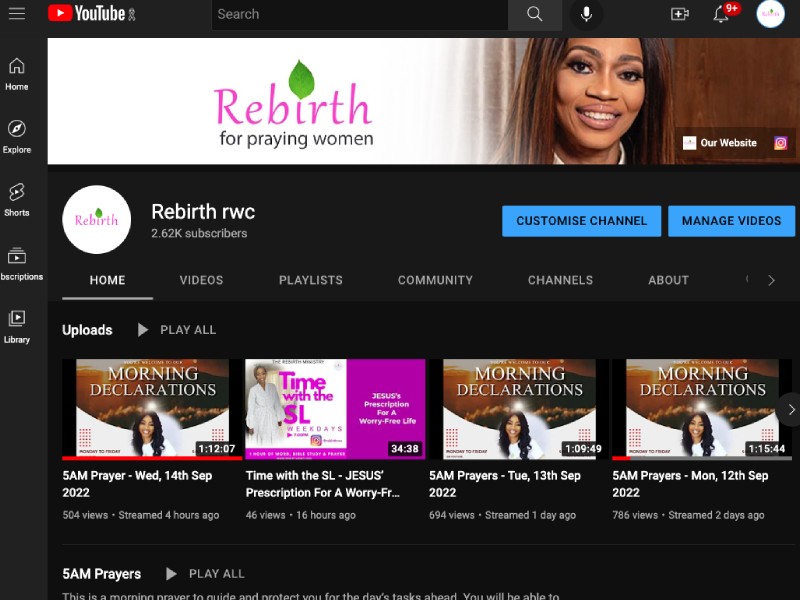 YouTube
Search
9+
Home
Explore
Shorts
bscriptions
Library
Rebirth
for praying women
Our Website
Rebirth
Rebirth rwc
2.62K subscribers
CUSTOMISE CHANNEL
MANAGE VIDEOS
HOME
VIDEOS
PLAYLISTS
COMMUNITY
CHANNELS
ABOUT
Uploads
PLAY ALL
MORNING
DECLARATIONS
MONDAY TO FRIDAY
1:12:07
5AM Prayer - Wed, 14th Sep
2022
504 views • Streamed 4 hours ago
THE REBIRTH MINISTRY
Time
with the
SL
WEEKDAYS
1 HOUR OF WORD, BIBLE STUDY & PRAYER
JESUS's
Prescription
For A
Worry-Free Life
34:38
Time with the SL - JESUS’
Prescription For A Worry-Fr...
46 views • 16 hours ago
MORNING
DECLARATIONS
MONDAY TO FRIDAY
1:09:49
5AM Prayers - Tue, 13th Sep
2022
694 views • Streamed 1 day ago
MORNING
DECLARATIONS
MONDAY TO FRIDAY
1:15:44
5AM Prayers - Mon, 12th Sep
2022
786 views • Streamed 2 days ago
5AM Prayers
PLAY ALL
This is a morning prayer to guide and protect you for the day's tasks ahead. You will be able to